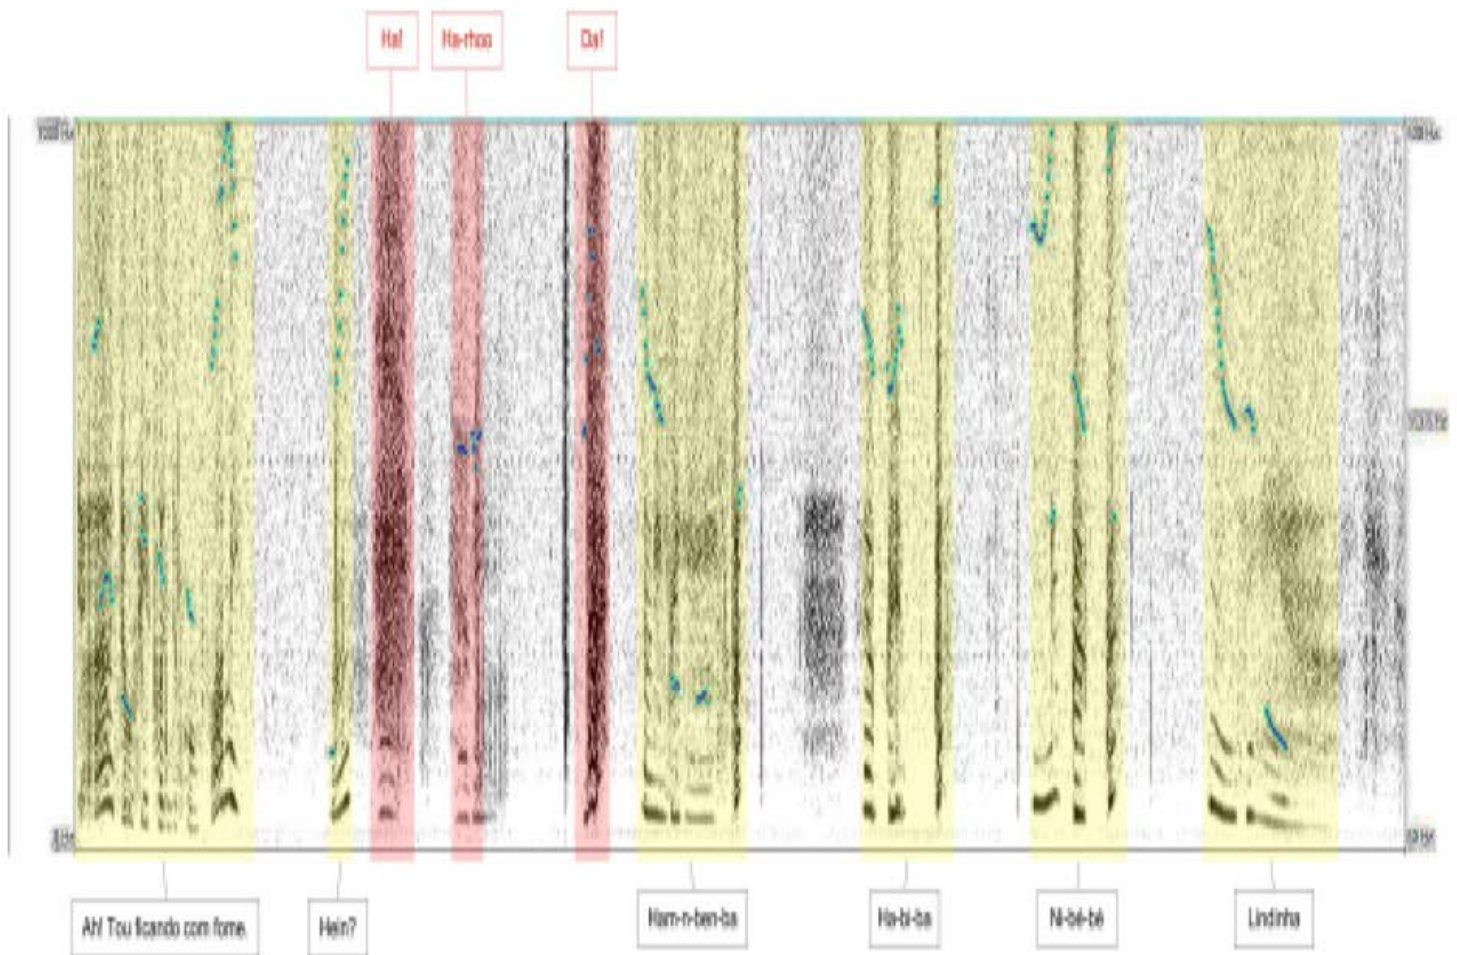 Ha!
Ha-rhoo
Da!
Ah! Tou ficando com fome.
Hein?
Ham-n-ben-ba
Ha-bi-ba
Ni-bé-bé
Lindinha